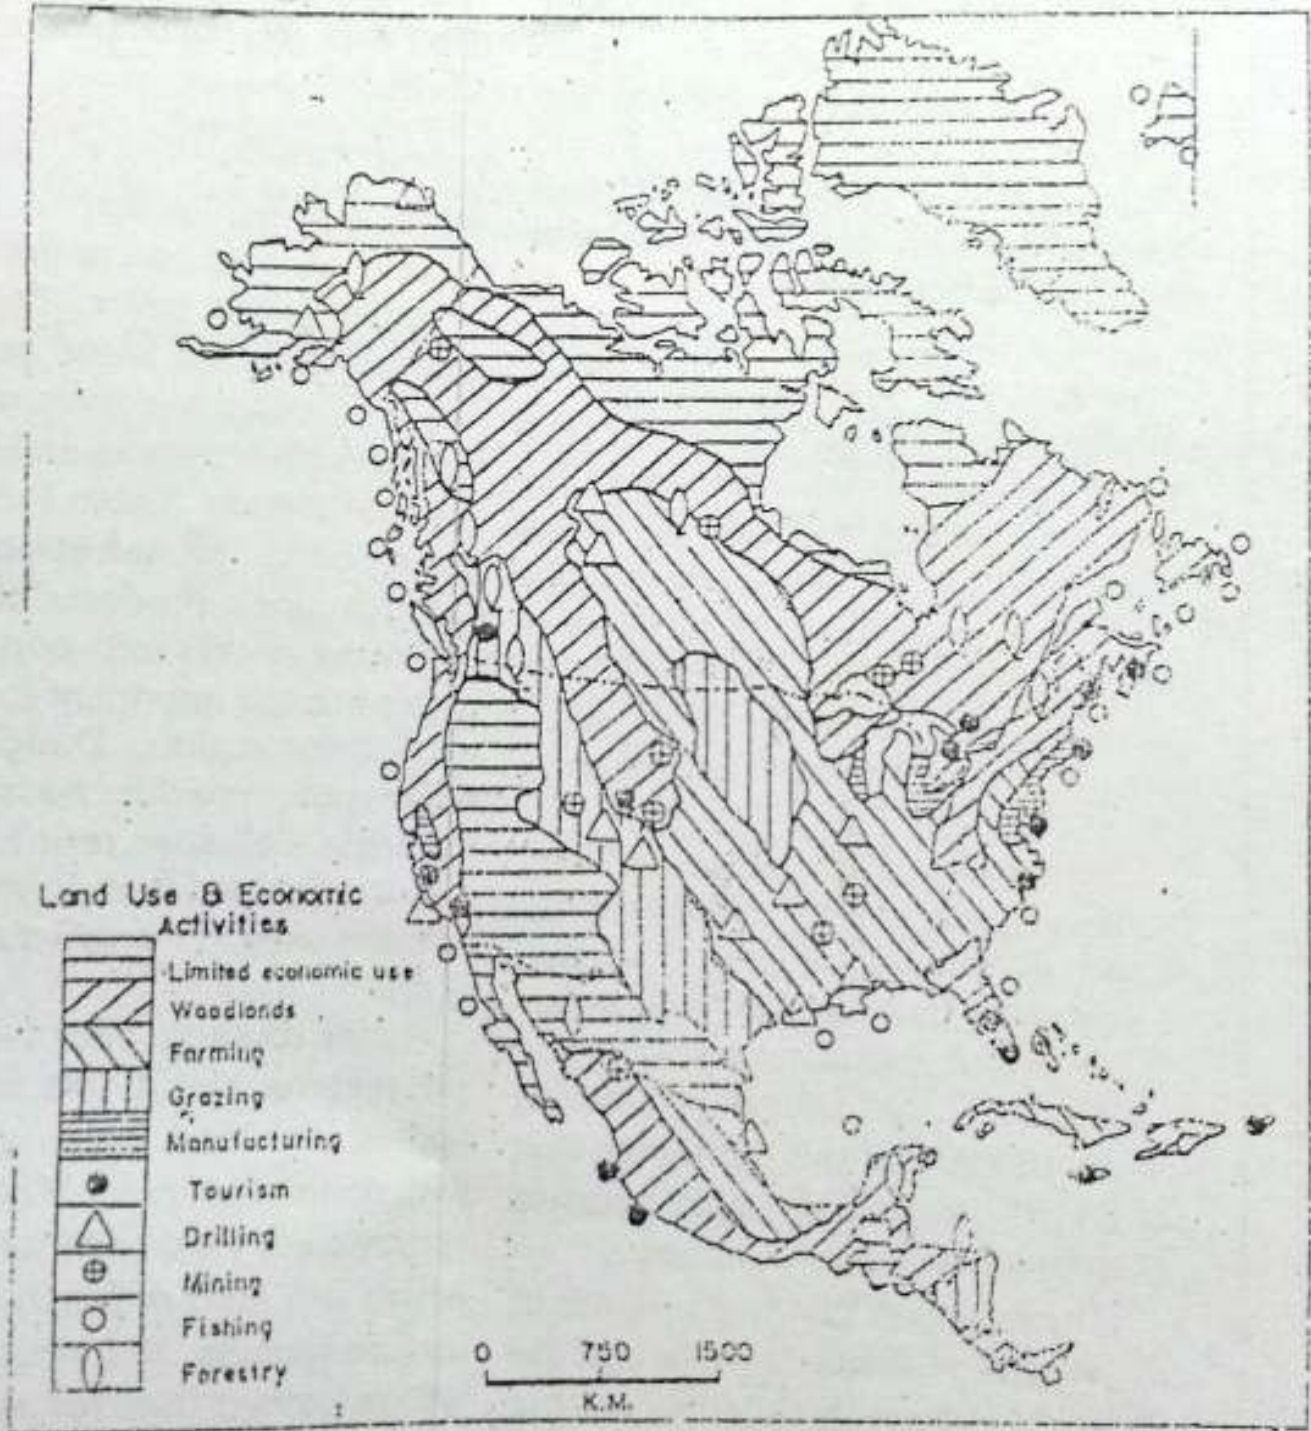 Land Use & Economic
Activities
Limited economic use
Woodlands
Farming
Grazing
Manufacturing
Tourism
Drilling
Mining
Fishing
Forestry
0 750 1500
K.M.